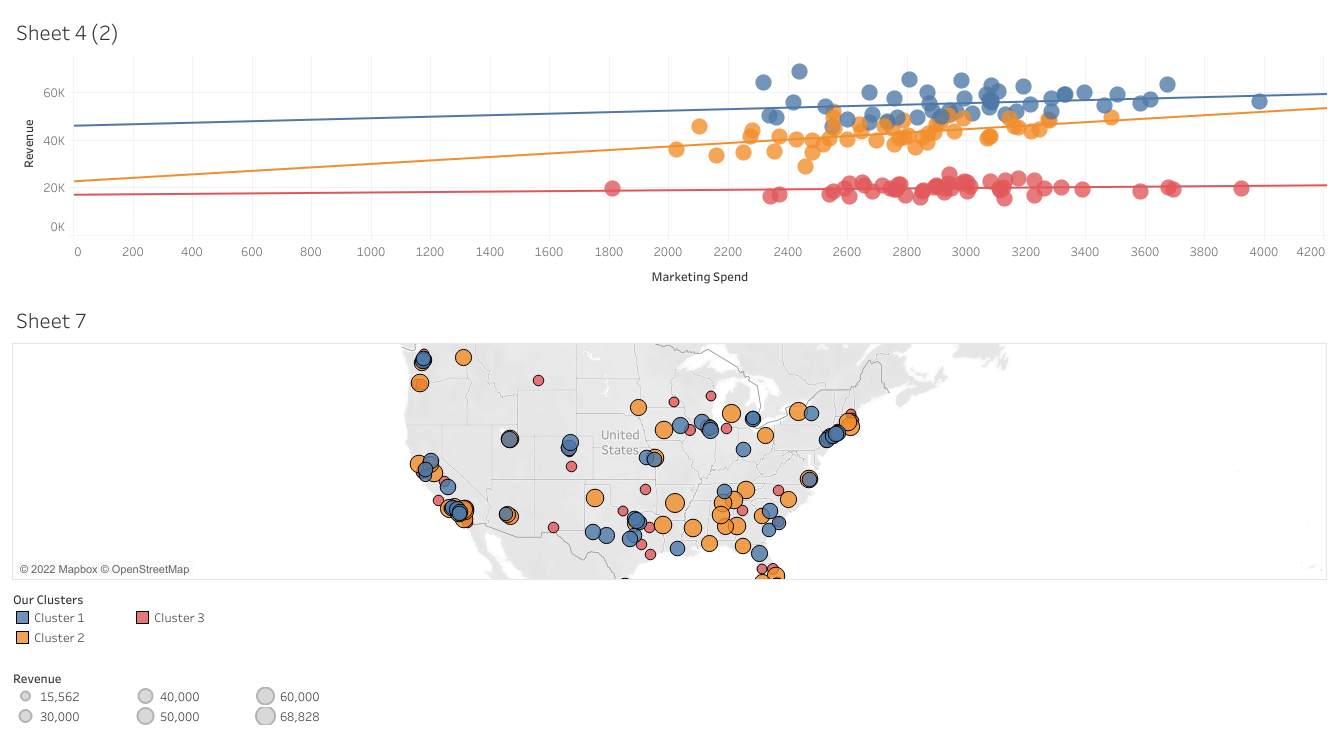 Sheet 4 (2)
Revenue
60K
40K
20K
0K
0 200 400 600 800 1000 1200 1400 1600 1800 2000 2200 2400 2600 2800 3000 3200 3400 3600 3800 4000 4200
Marketing Spend
Sheet 7
United
States
© 2022 Mapbox © OpenStreetMap
Our Clusters
Cluster 1 Cluster 3
Cluster 2
Revenue
15,562 40,000 60,000
30,000 50,000 68,828